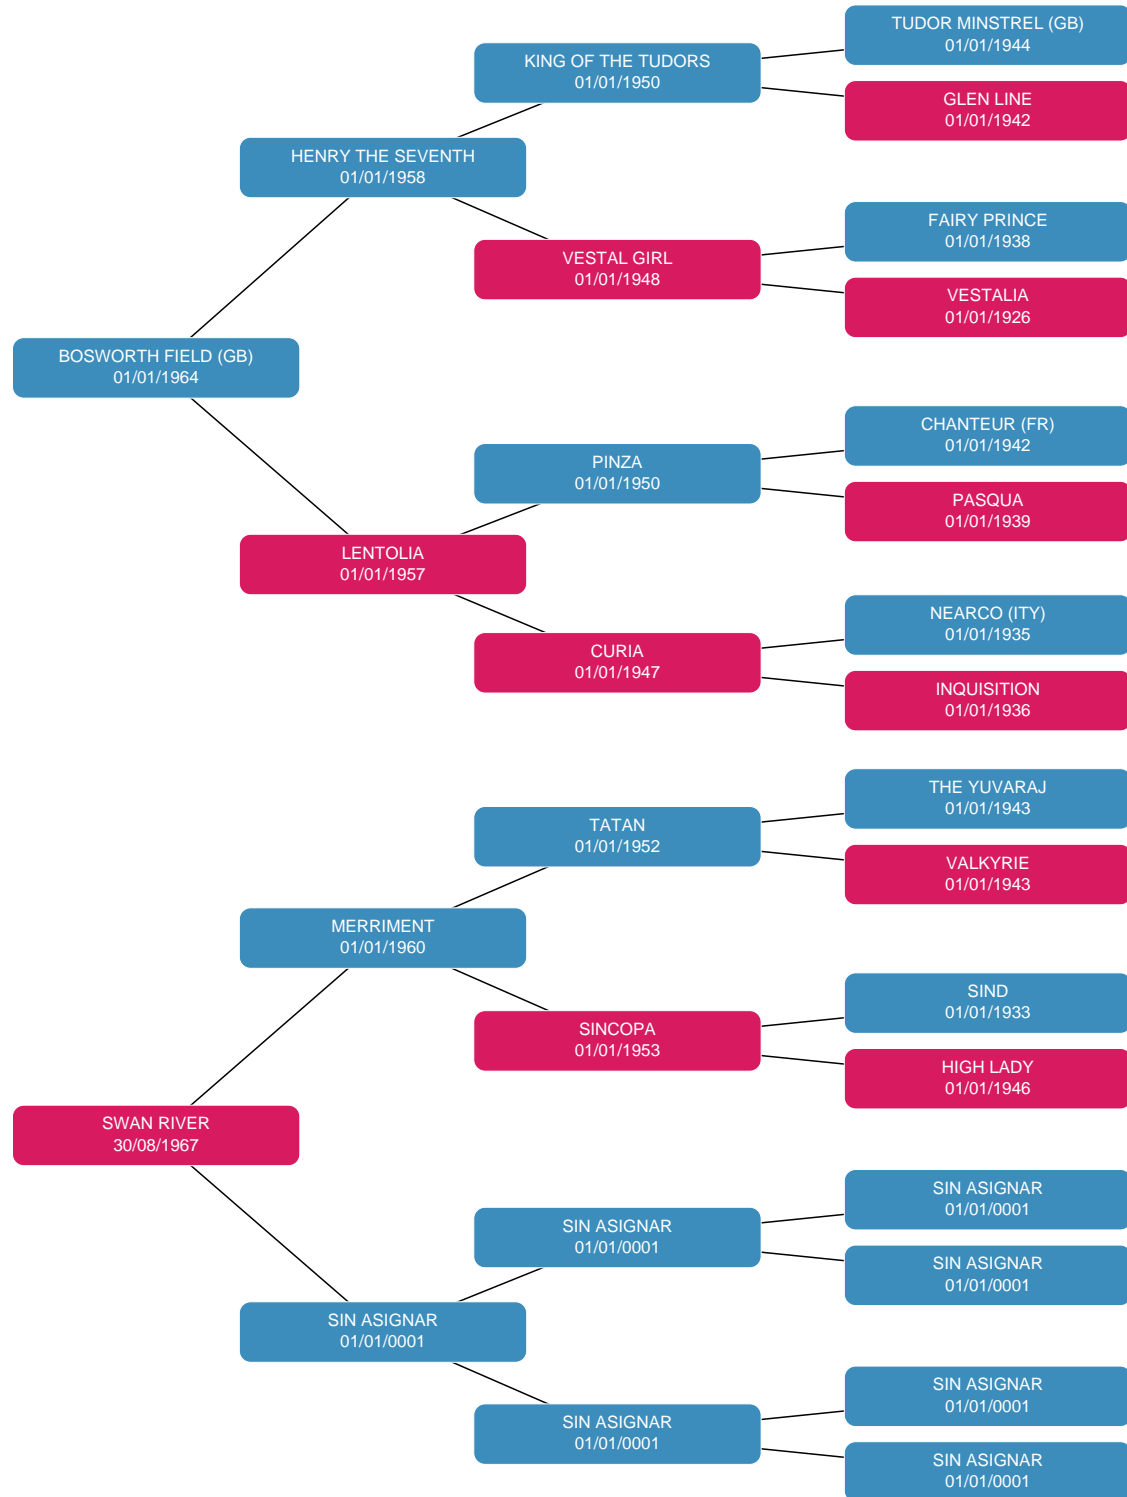 TUDOR MINSTREL (GB)
01/01/1944
KING OF THE TUDORS
01/01/1950
GLEN LINE
01/01/1942
HENRY THE SEVENTH
01/01/1958
FAIRY PRINCE
01/01/1938
VESTAL GIRL
01/01/1948
VESTALIA
01/01/1926
BOSWORTH FIELD (GB)
01/01/1964
CHANTEUR (FR)
01/01/1942
PINZA
01/01/1950
PASQUA
01/01/1939
LENTOLIA
01/01/1957
NEARCO (ITY)
01/01/1935
CURIA
01/01/1947
INQUISITION
01/01/1936
THE YUVARAJ
01/01/1943
TATAN
01/01/1952
VALKYRIE
01/01/1943
MERRIMENT
01/01/1960
SIND
01/01/1933
SINCOPA
01/01/1953
HIGH LADY
01/01/1946
SWAN RIVER
30/08/1967
SIN ASIGNAR
01/01/0001
SIN ASIGNAR
01/01/0001
SIN ASIGNAR
01/01/0001
SIN ASIGNAR
01/01/0001
SIN ASIGNAR
01/01/0001
SIN ASIGNAR
01/01/0001
SIN ASIGNAR
01/01/0001